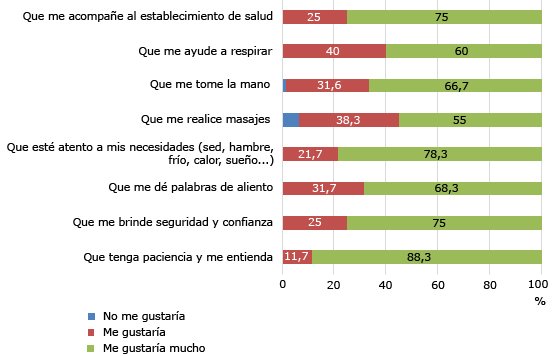 Que me acompañe al establecimiento de salud 25 75
Que me ayude a respirar 40 60
Que me tome la mano 31,6 66,7
Que me realice masajes 38,3 55
Que esté atento a mis necesidades (sed, hambre,
frío, calor, sueño...) 21,7 78,3
Que me dé palabras de aliento 31,7 68,3
Que me brinde seguridad y confianza 25 75
Que tenga paciencia y me entienda 11,7 88,3
0 20 40 60 80 100
%
No me gustaría
Me gustaría
Me gustaría mucho